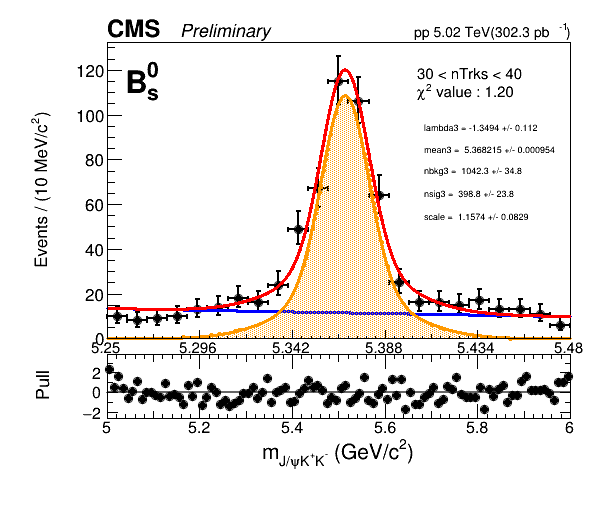 CMS Preliminary pp 5.02 TeV(302.3 pb⁻¹)
B⁰ₛ
30 < nTrks < 40
χ² value : 1.20
lambda3 = -1.3494 +/- 0.112
mean3 = 5.368215 +/- 0.000954
nbkg3 = 1042.3 +/- 34.8
nsig3 = 398.8 +/- 23.8
scale = 1.1574 +/- 0.0829
Events / (10 MeV/c²)
120
100
80
60
40
20
0
5.25 5.296 5.342 5.388 5.434 5.48
Pull
2
0
−2
5 5.2 5.4 5.6 5.8 6
m_{J/ψK⁺K⁻} (GeV/c²)